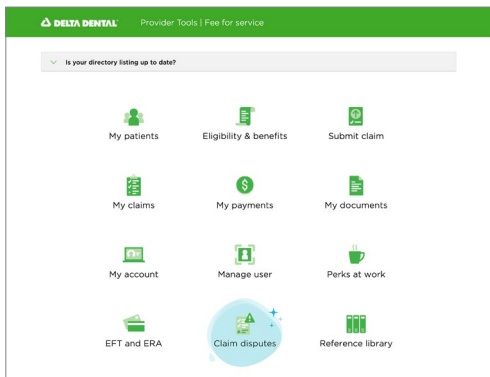 DELTA DENTAL Provider Tools | Fee for service
Is your directory listing up to date?
My patients Eligibility & benefits Submit claim
My claims My payments My documents
My account Manage user Perks at work
EFT and ERA Claim disputes Reference library